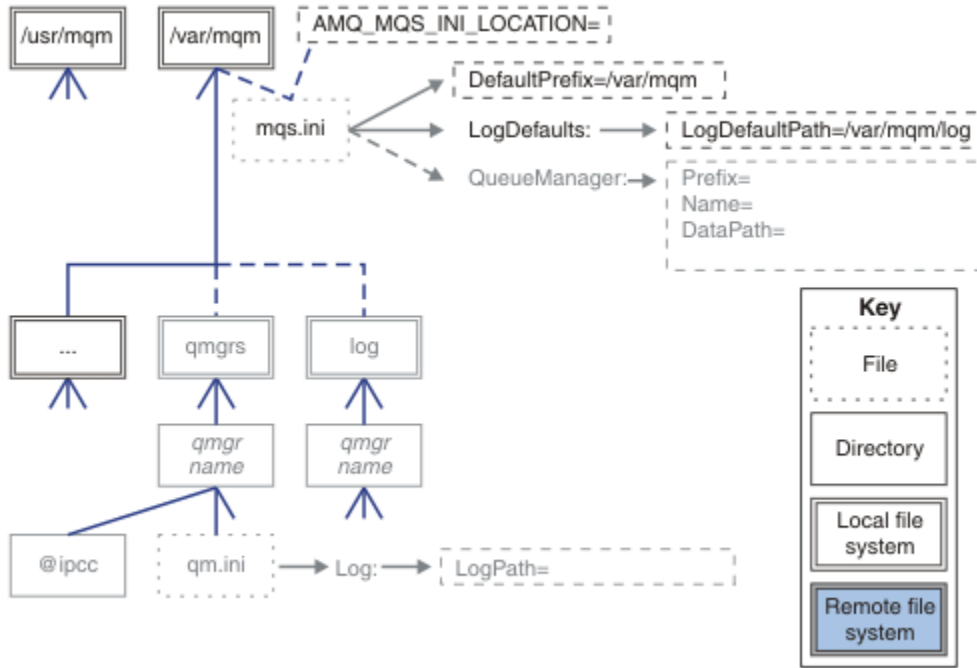 /usr/mqm
/var/mqm
AMQ_MQS_INI_LOCATION=
mqs.ini
DefaultPrefix=/var/mqm
LogDefaults:
LogDefaultPath=/var/mqm/log
QueueManager:
Prefix=
Name=
DataPath=
...
qmgrs
log
qmgr
name
qmgr
name
@ipcc
qm.ini
Log:
LogPath=
Key
File
Directory
Local file
system
Remote file
system